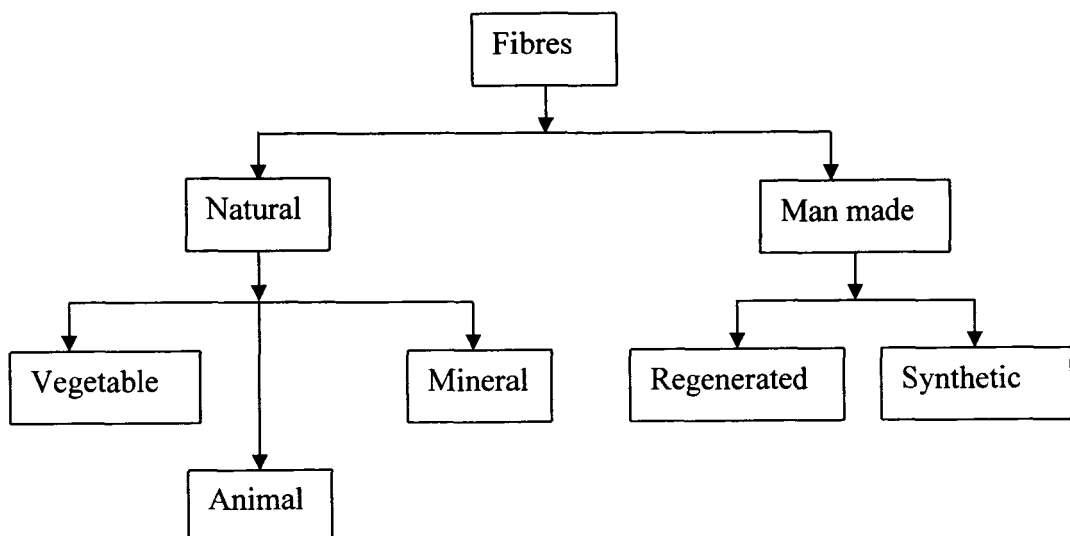 Fibres
Natural
Man made
Vegetable
Mineral
Regenerated
Synthetic
Animal